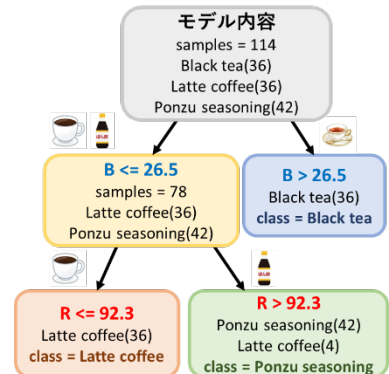 モデル内容
samples = 114
Black tea(36)
Latte coffee(36)
Ponzu seasoning(42)
B <= 26.5
samples = 78
Latte coffee(36)
Ponzu seasoning(42)
B > 26.5
Black tea(36)
class = Black tea
R <= 92.3
Latte coffee(36)
class = Latte coffee
R > 92.3
Ponzu seasoning(42)
Latte coffee(4)
class = Ponzu seasoning